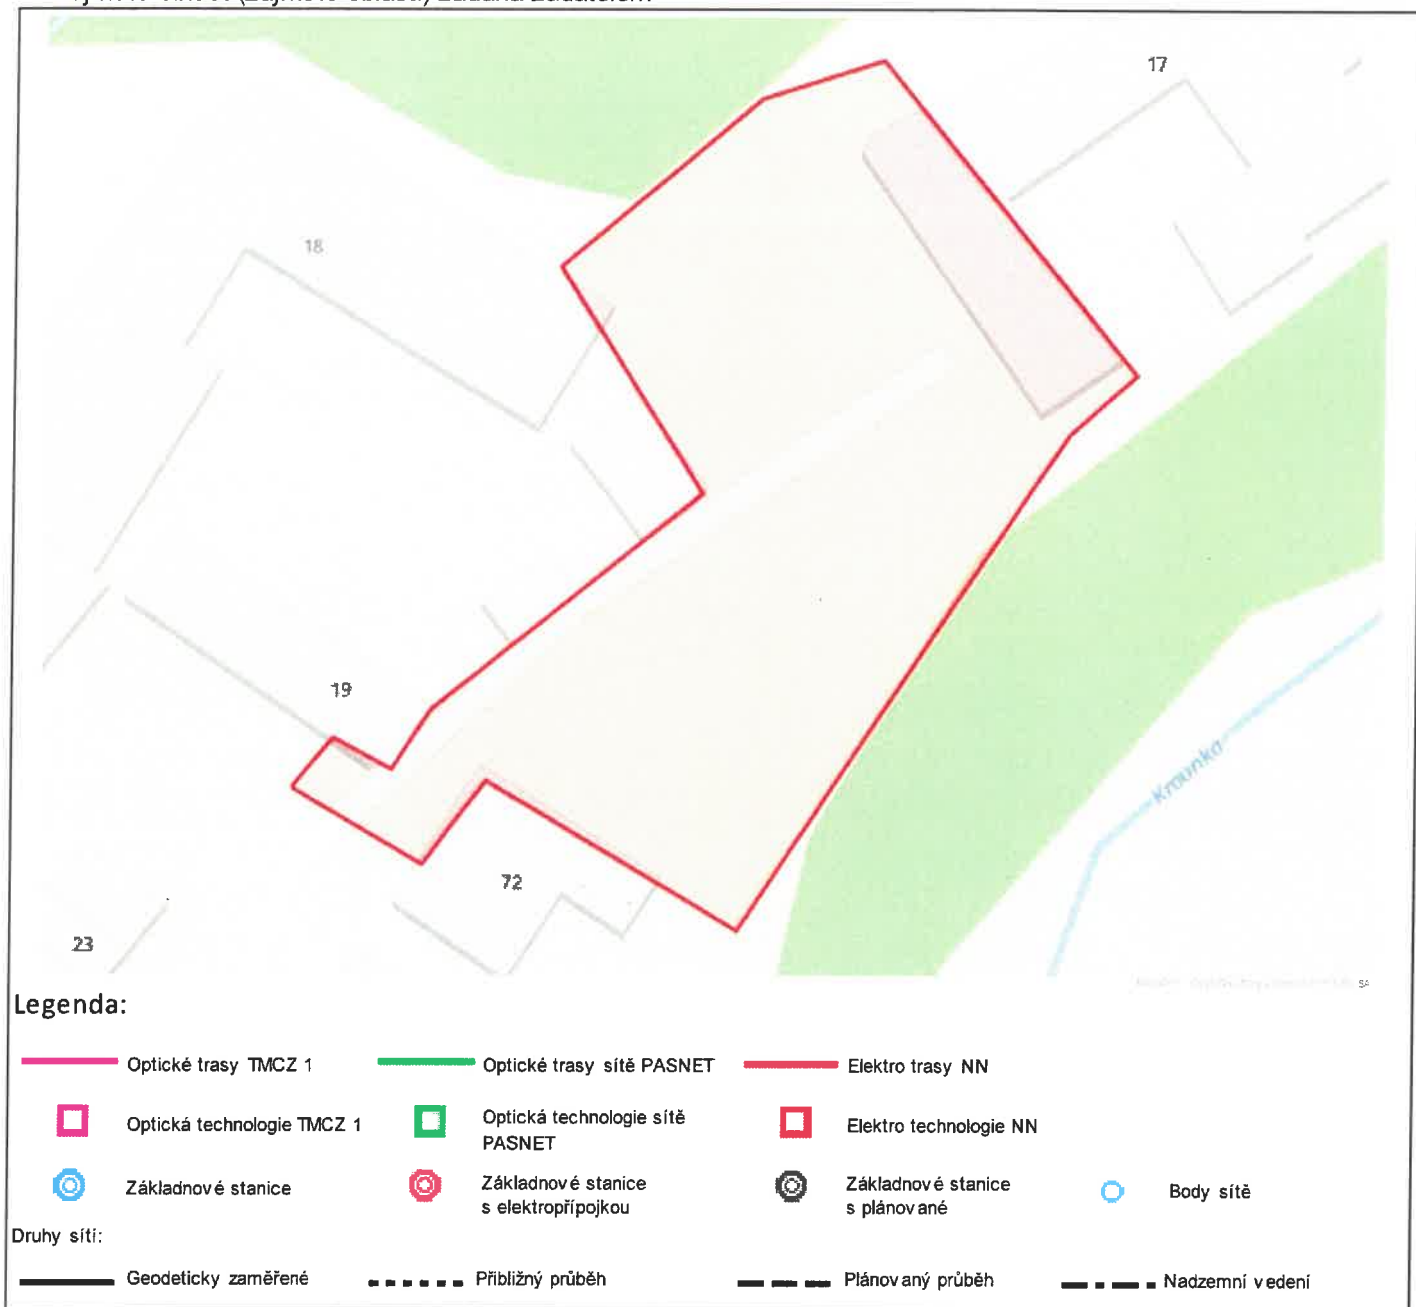 17
18
19
Krounka
72
23
Legenda:
Optické trasy TMCZ 1
Optické trasy sítě PASNET
Elektro trasy NN
Optická technologie TMCZ 1
Optická technologie sítě
PASNET
Elektro technologie NN
Základnové stanice
Základnové stanice
s elektropřípojkou
Základnové stanice
s plánované
Body sítě
Druhy sítí:
Geodeticky zaměřené
Přibližný průběh
Plánovaný průběh
Nadzemní vedení